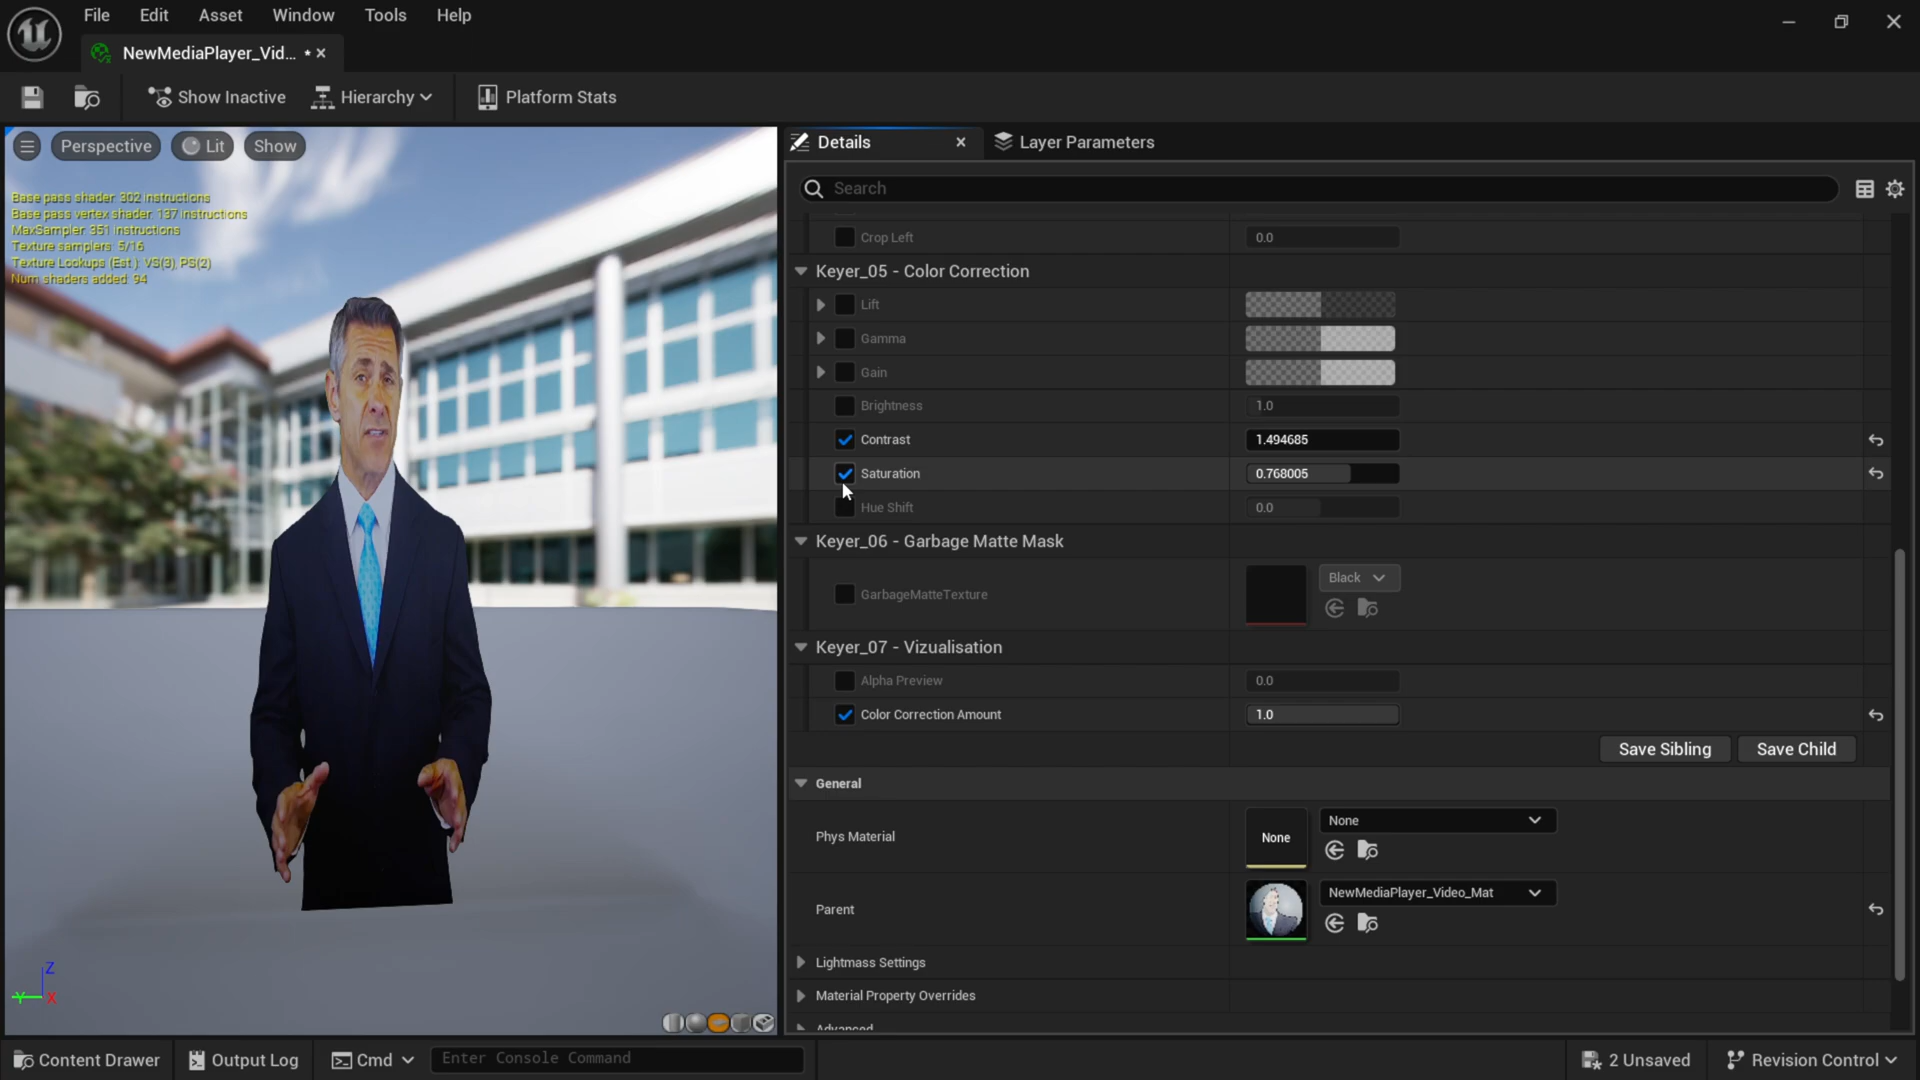 File Edit Asset Window Tools Help
NewMediaPlayer_Vid... •
Show Inactive Hierarchy Platform Stats
Perspective Lit Show
Base pass shader 302 instructions
Base pass vertex shader 137 instructions
MaxSampler 351 instructions
Texture samplers 5/16
Texture Lookups (Est.) VS(3), PS(2)
Num shaders added 94
Z
Y X
Details Layer Parameters
Search
Crop Left 0.0
Keyer_05 - Color Correction
Lift
Gamma
Gain
Brightness 1.0
Contrast 1.494685
Saturation 0.768005
Hue Shift 0.0
Keyer_06 - Garbage Matte Mask
GarbageMatteTexture Black
Keyer_07 - Vizualisation
Alpha Preview 0.0
Color Correction Amount 1.0
Save Sibling Save Child
General
Phys Material None None
Parent NewMediaPlayer_Video_Mat
Lightmass Settings
Material Property Overrides
Advanced
Content Drawer Output Log Cmd Enter Console Command 2 Unsaved Revision Control